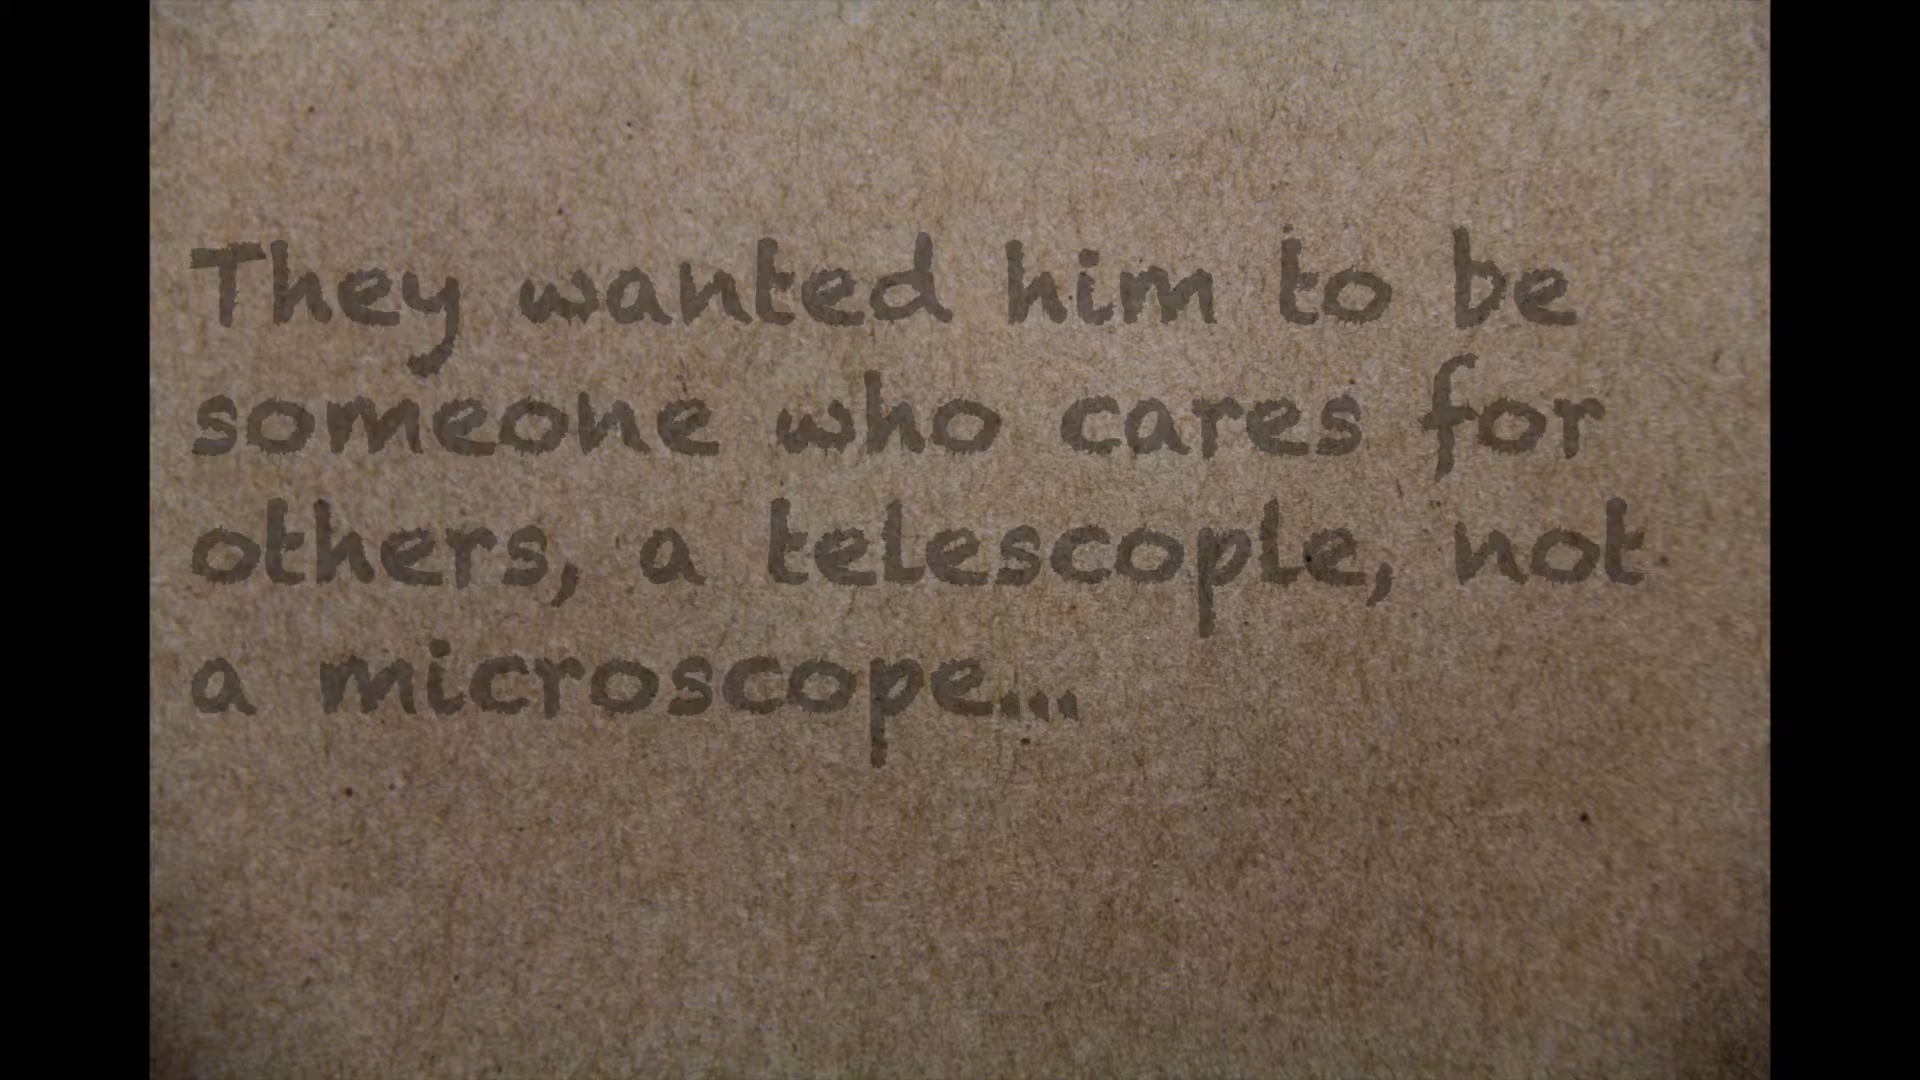 They wanted him to be
someone who cares for
others, a telescople, not
a microscope...